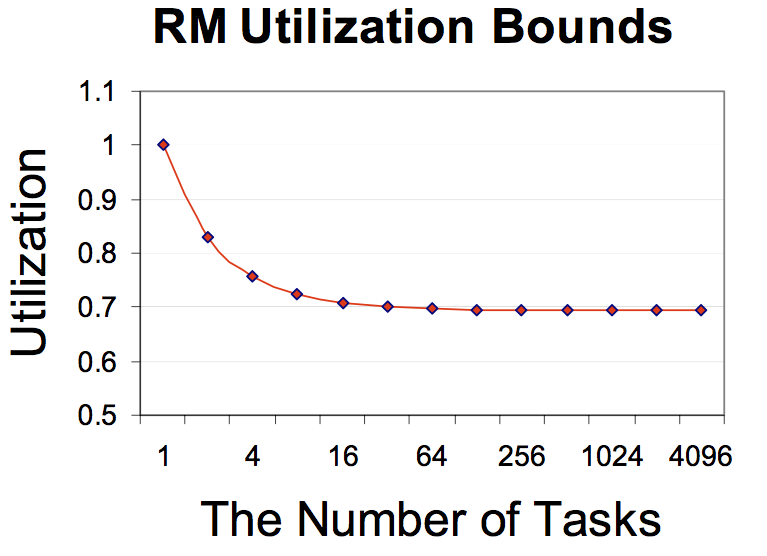 RM Utilization Bounds
1.1
1
0.9
0.8
0.7
0.6
0.5
Utilization
1 4 16 64 256 1024 4096
The Number of Tasks